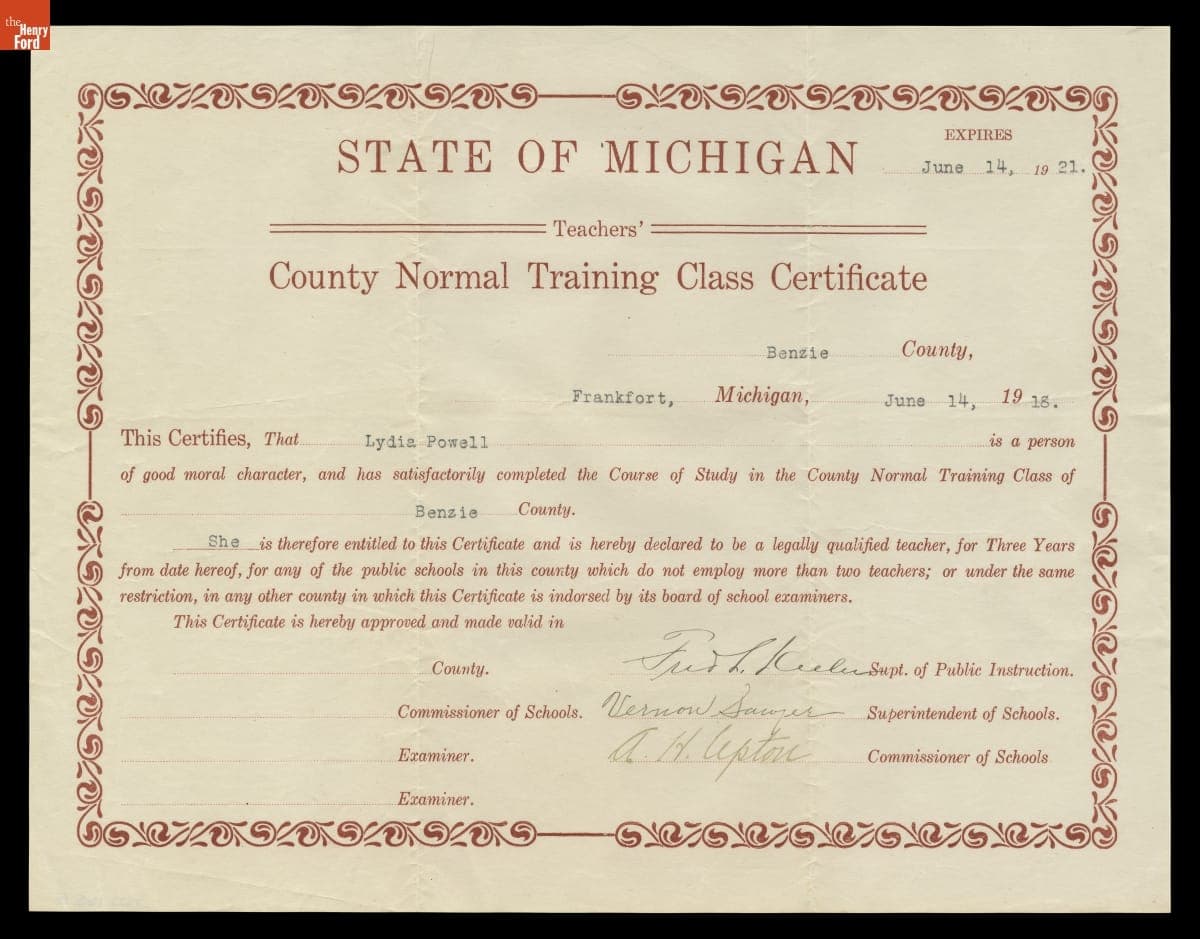 the
Henry
Ford
EXPIRES
STATE OF MICHIGAN
June 14, 19 21.
Teachers'
County Normal Training Class Certificate
Benzie County,
Frankfort, Michigan, June 14, 19 18.
This Certifies, That Lydia Powell is a person
of good moral character, and has satisfactorily completed the Course of Study in the County Normal Training Class of
Benzie County.
She is therefore entitled to this Certificate and is hereby declared to be a legally qualified teacher, for Three Years
from date hereof, for any of the public schools in this county which do not employ more than two teachers; or under the same
restriction, in any other county in which this Certificate is indorsed by its board of school examiners.
This Certificate is hereby approved and made valid in
County. Fred L. Keeler Supt. of Public Instruction.
Commissioner of Schools. Vernon Sawyer Superintendent of Schools.
Examiner. A. H. Upton Commissioner of Schools
Examiner.